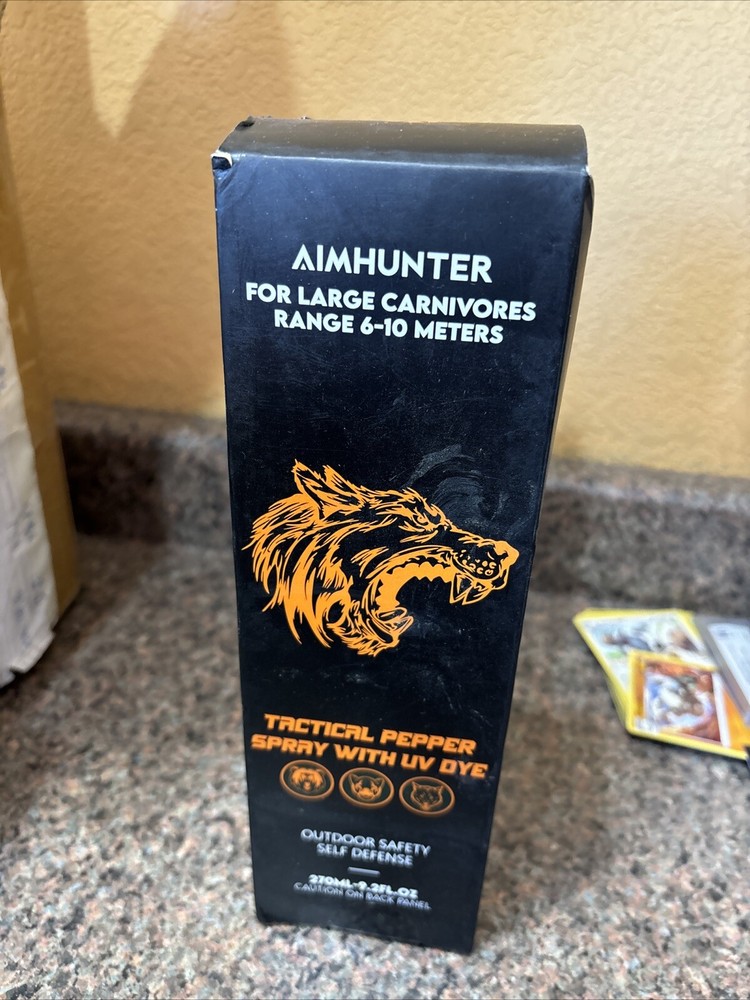 AIMHUNTER
FOR LARGE CARNIVORES
RANGE 6-10 METERS
TACTICAL PEPPER
SPRAY WITH UV DYE
OUTDOOR SAFETY
SELF DEFENSE
270ML-9.2FL.OZ
CAUTION ON BACK PANEL